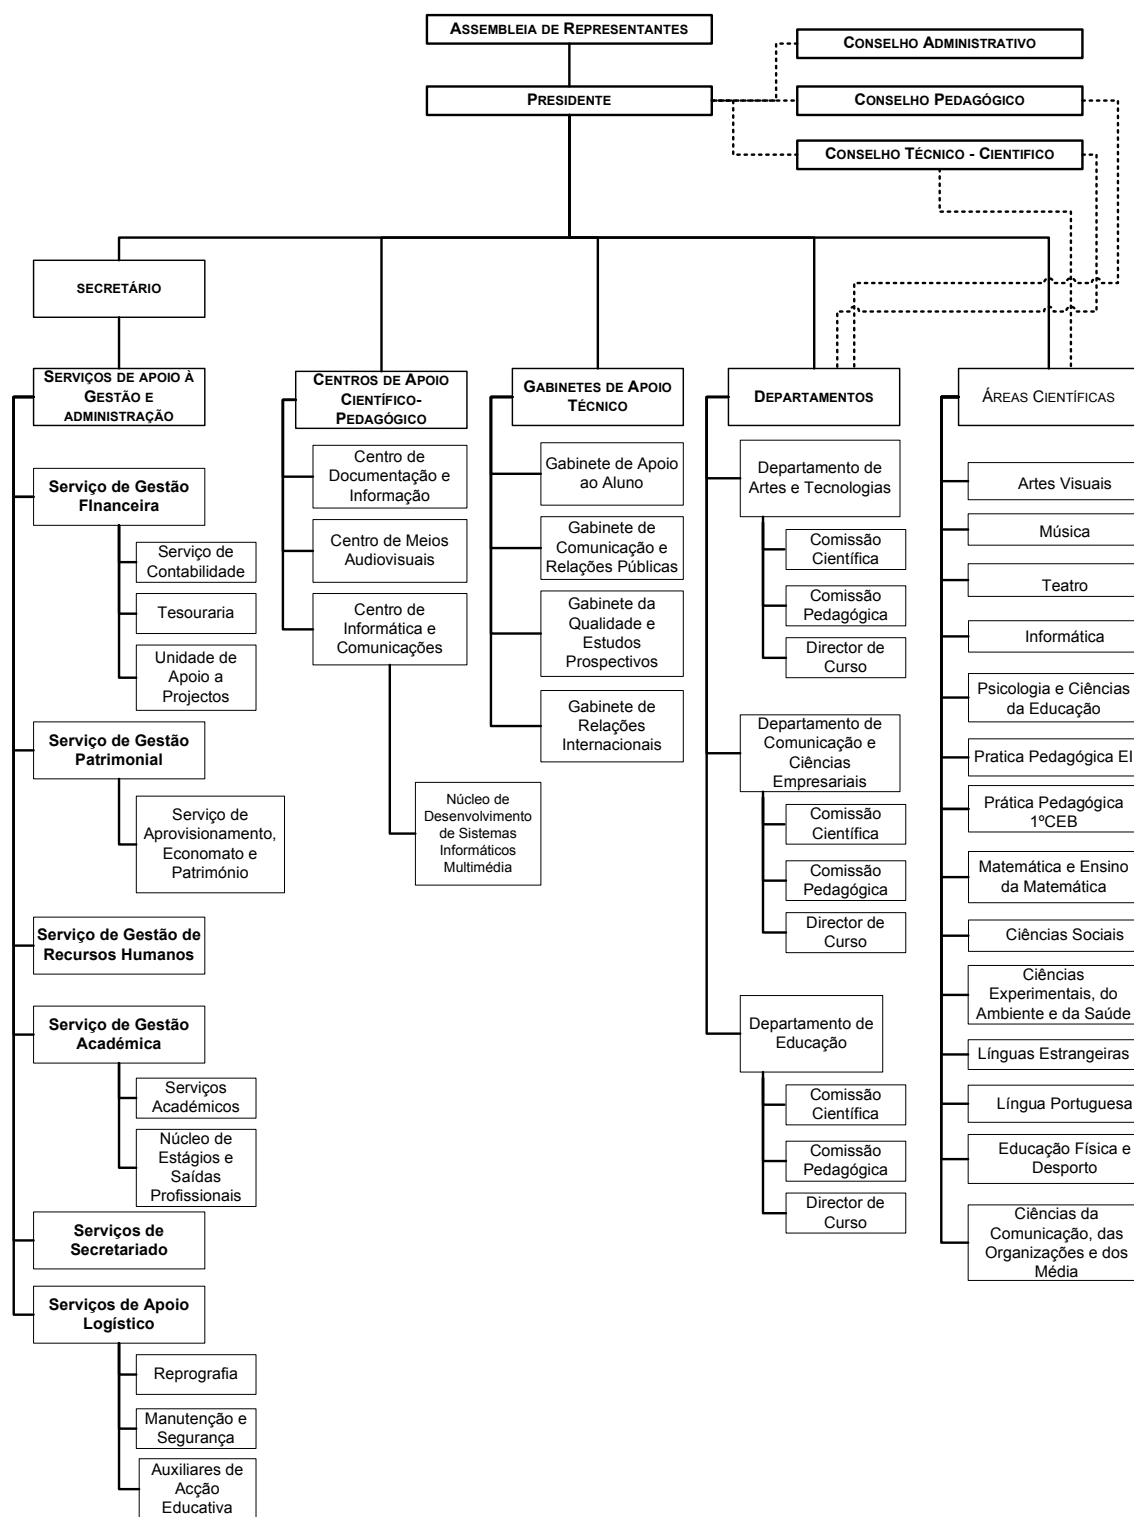 ASSEMBLEIA DE REPRESENTANTES
CONSELHO ADMINISTRATIVO
PRESIDENTE
CONSELHO PEDAGÓGICO
CONSELHO TÉCNICO - CIENTIFICO
SECRETÁRIO
SERVIÇOS DE APOIO À
GESTÃO E
ADMINISTRAÇÃO
Serviço de Gestão
FInanceira
Serviço de
Contabilidade
Tesouraria
Unidade de
Apoio a
Projectos
Serviço de Gestão
Patrimonial
Serviço de
Aprovisionamento,
Economato e
Património
Serviço de Gestão de
Recursos Humanos
Serviço de Gestão
Académica
Serviços
Académicos
Núcleo de
Estágios e
Saídas
Profissionais
Serviços de
Secretariado
Serviços de Apoio
Logístico
Reprografia
Manutenção e
Segurança
Auxiliares de
Acção
Educativa
CENTROS DE APOIO
CIENTÍFICO-
PEDAGÓGICO
Centro de
Documentação e
Informação
Centro de Meios
Audiovisuais
Centro de
Informática e
Comunicações
Núcleo de
Desenvolvimento
de Sistemas
Informáticos
Multimédia
GABINETES DE APOIO
TÉCNICO
Gabinete de Apoio
ao Aluno
Gabinete de
Comunicação e
Relações Públicas
Gabinete da
Qualidade e
Estudos
Prospectivos
Gabinete de
Relações
Internacionais
DEPARTAMENTOS
Departamento de
Artes e Tecnologias
Comissão
Científica
Comissão
Pedagógica
Director de
Curso
Departamento de
Comunicação e
Ciências
Empresariais
Comissão
Científica
Comissão
Pedagógica
Director de
Curso
Departamento de
Educação
Comissão
Científica
Comissão
Pedagógica
Director de
Curso
ÁREAS CIENTÍFICAS
Artes Visuais
Música
Teatro
Informática
Psicologia e Ciências
da Educação
Pratica Pedagógica EI
Prática Pedagógica
1ºCEB
Matemática e Ensino
da Matemática
Ciências Sociais
Ciências
Experimentais, do
Ambiente e da Saúde
Línguas Estrangeiras
Língua Portuguesa
Educação Física e
Desporto
Ciências da
Comunicação, das
Organizações e dos
Média